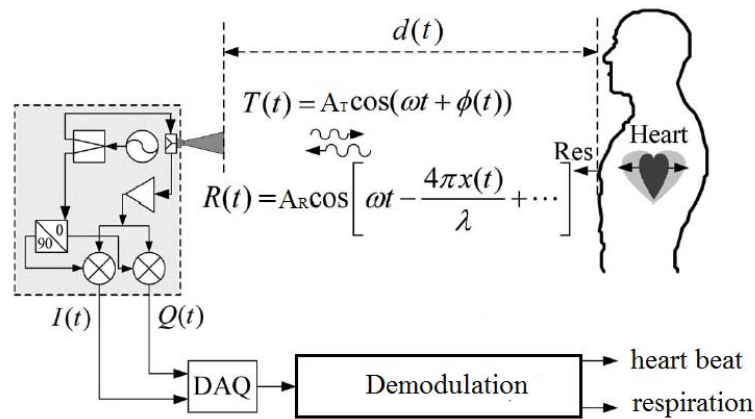 d(t)
T(t) = A_T cos(ωt + ϕ(t))
Heart
Res
R(t) = A_R cos[ωt − 4πx(t)/λ + ⋯]
0
90
I(t) Q(t)
DAQ
Demodulation
heart beat
respiration